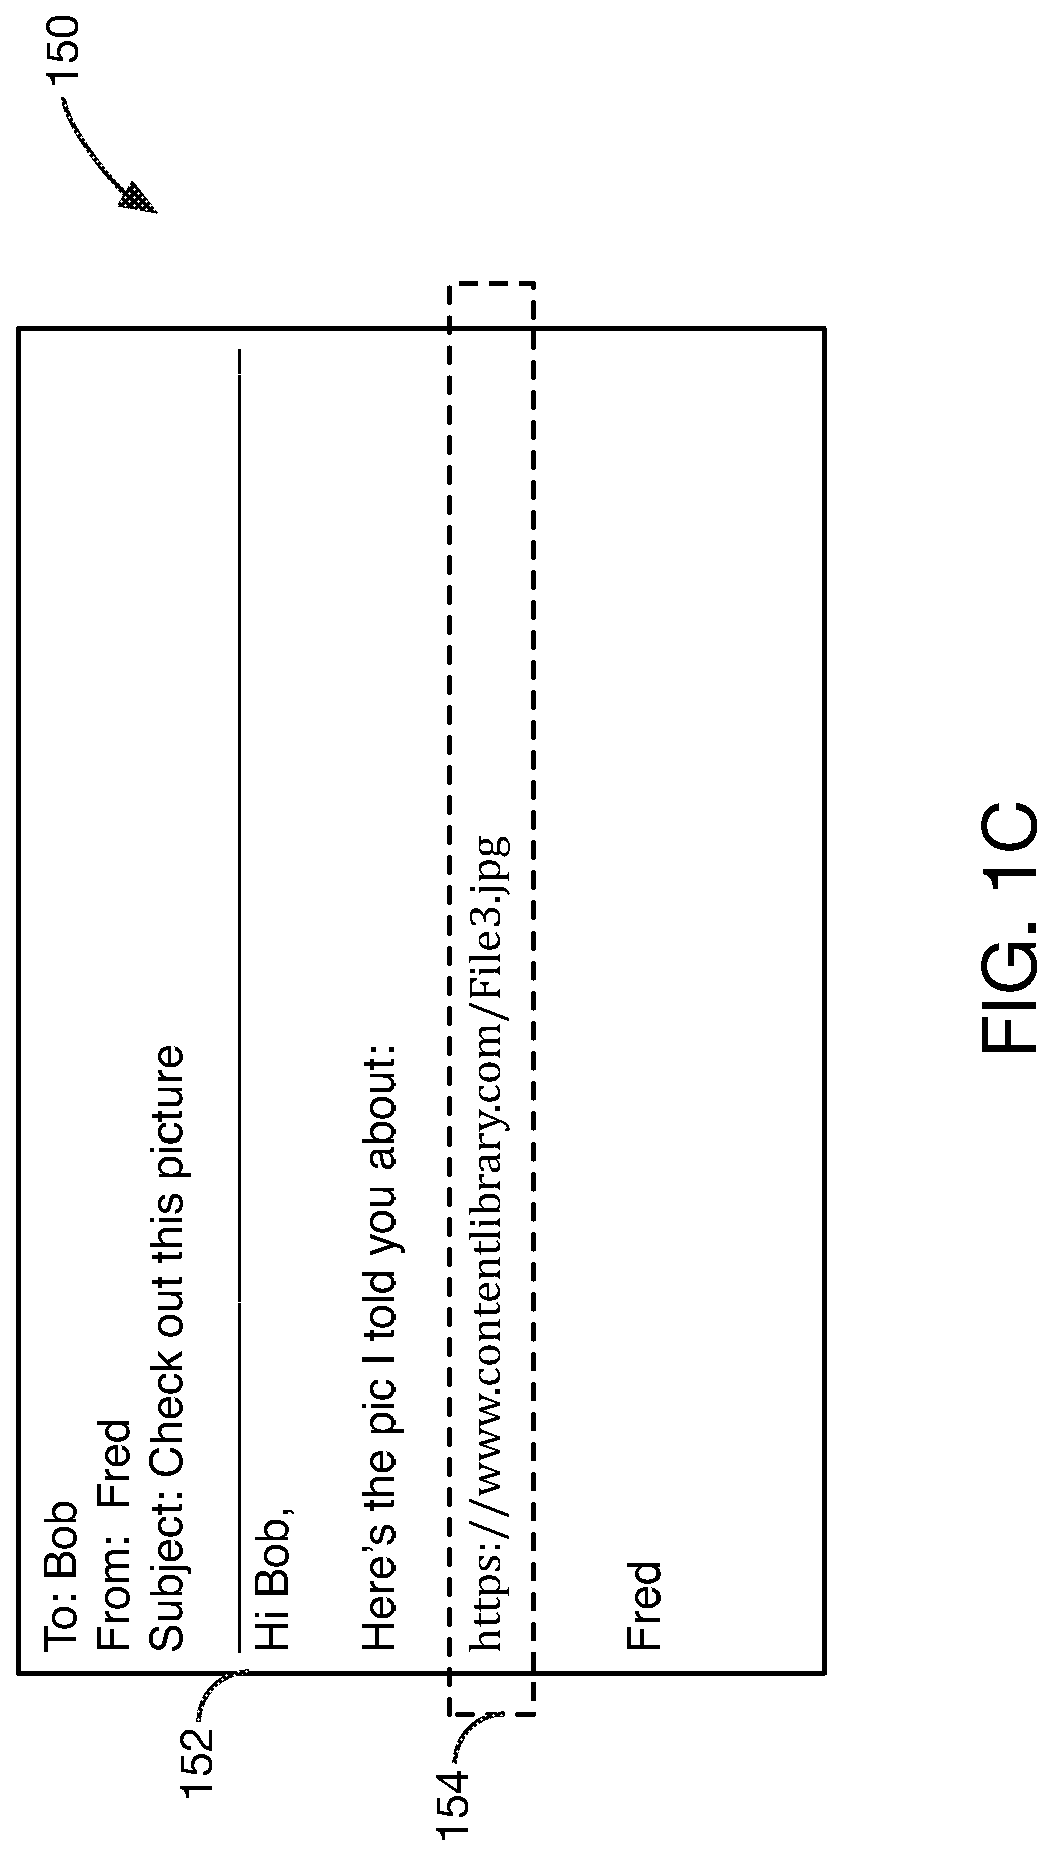 150
To: Bob
From:  Fred
Subject: Check out this picture
152
Hi Bob,
Here's the pic I told you about:
154
https://www.contentlibrary.com/File3.jpg
Fred
FIG. 1C